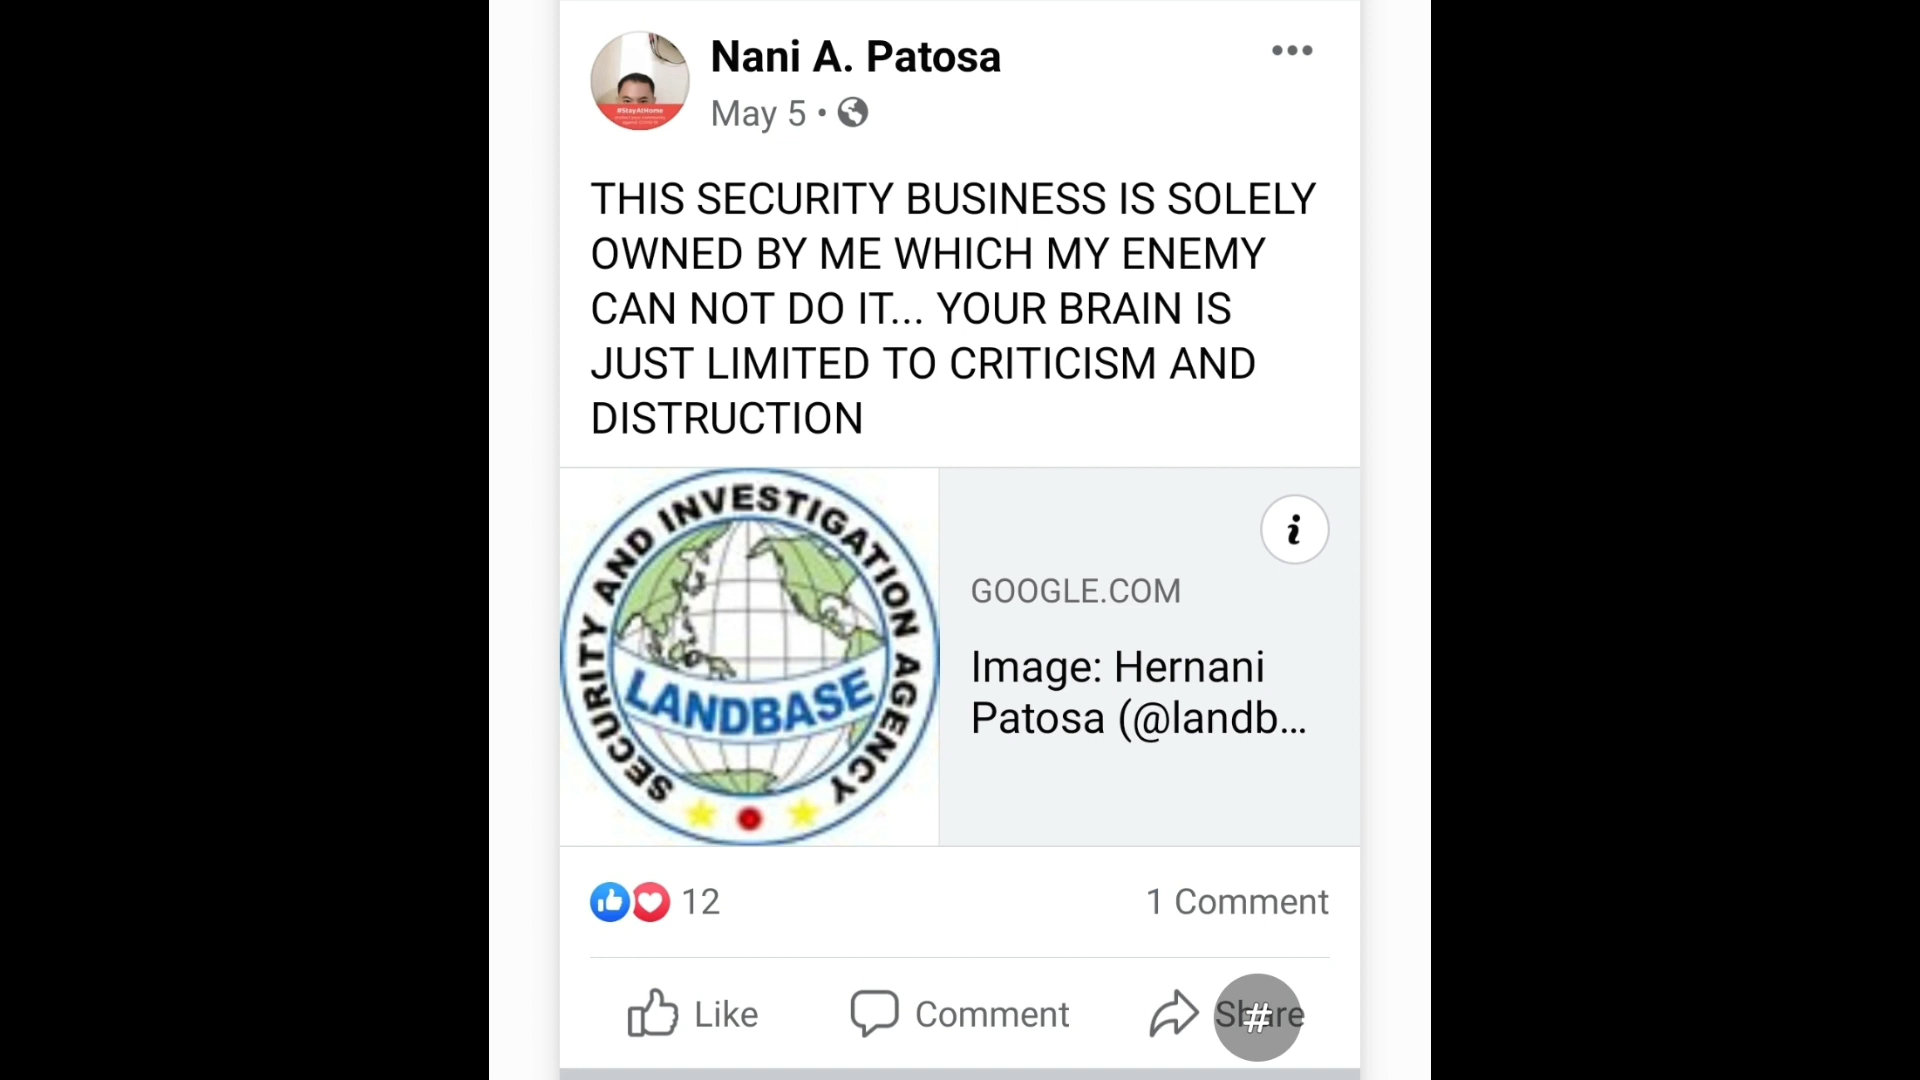 Nani A. Patosa
May 5 •
THIS SECURITY BUSINESS IS SOLELY
OWNED BY ME WHICH MY ENEMY
CAN NOT DO IT... YOUR BRAIN IS
JUST LIMITED TO CRITICISM AND
DISTRUCTION
SECURITY AND INVESTIGATION AGENCY
LANDBASE
i
GOOGLE.COM
Image: Hernani
Patosa (@landb...
12
1 Comment
Like
Comment
Share
#
#StayAtHome